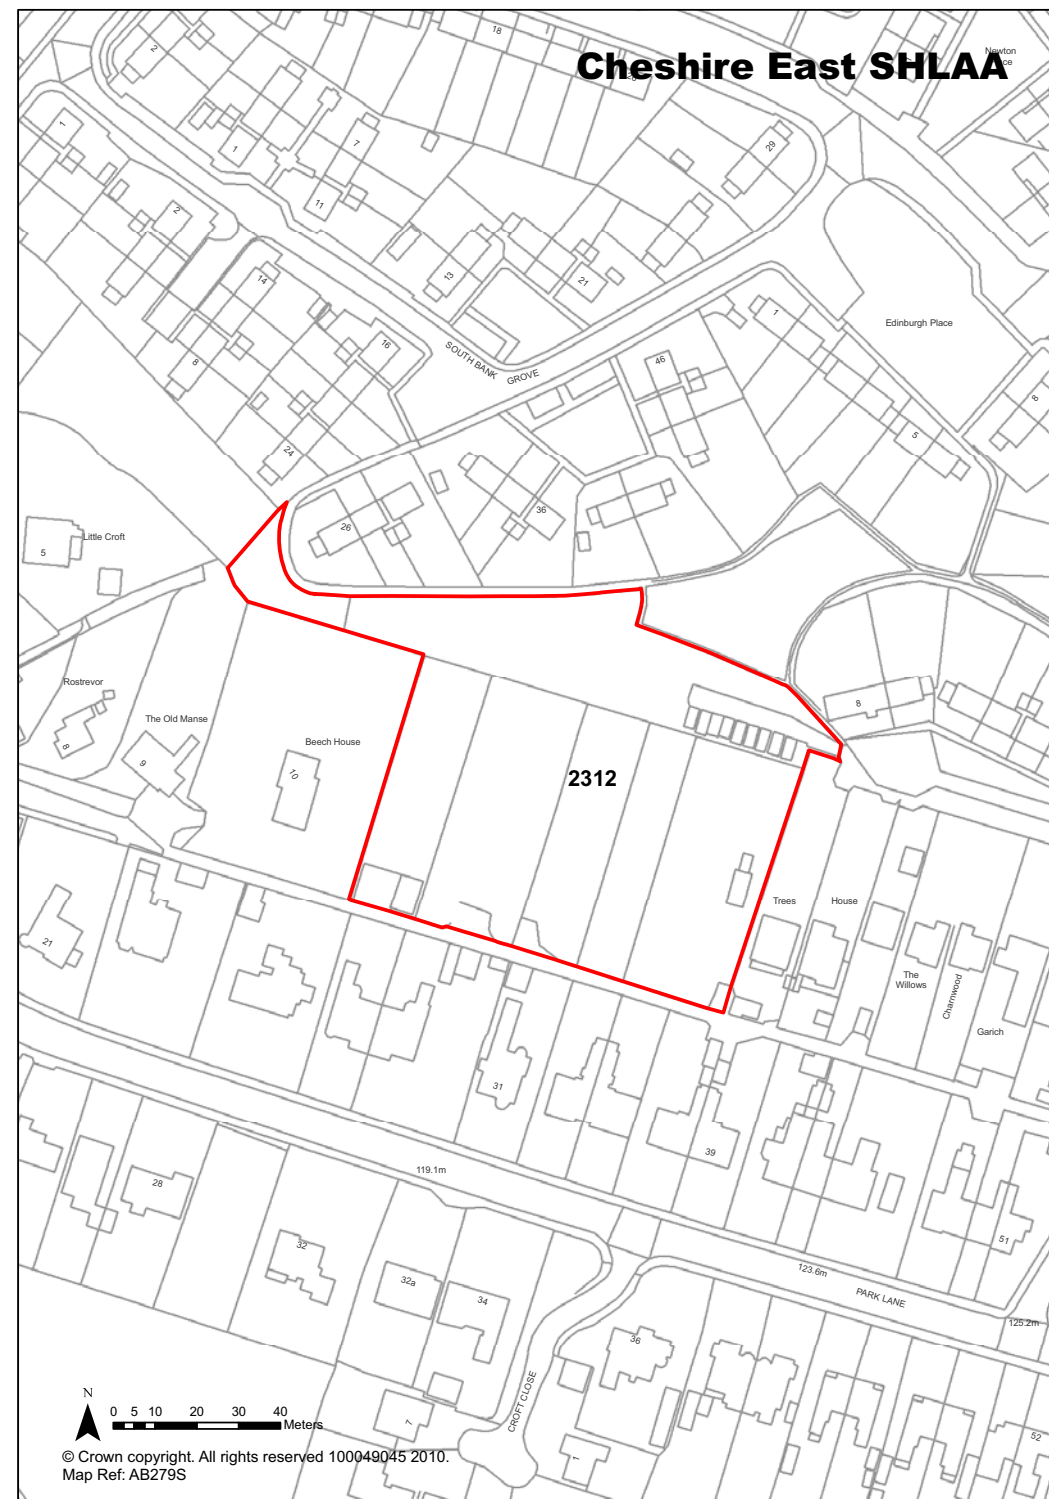 Cheshire East SHLAA
18
2
Newton
1
7
1
29
11
2
13
21
14
1
Edinburgh Place
16
8
SOUTH BANK GROVE
46
8
5
24
36
26
Little Croft
5
Rostrevor
The Old Manse
8
Beech House
8
9
10
2312
Trees
House
21
The
Willows
Charnwood
Garich
31
39
119.1m
28
51
32
123.6m
32a
PARK LANE
34
125.2m
36
N
0 5 10 20 30 40
Meters
CROFT CLOSE
7
52
1
© Crown copyright. All rights reserved 100049045 2010.
Map Ref: AB279S